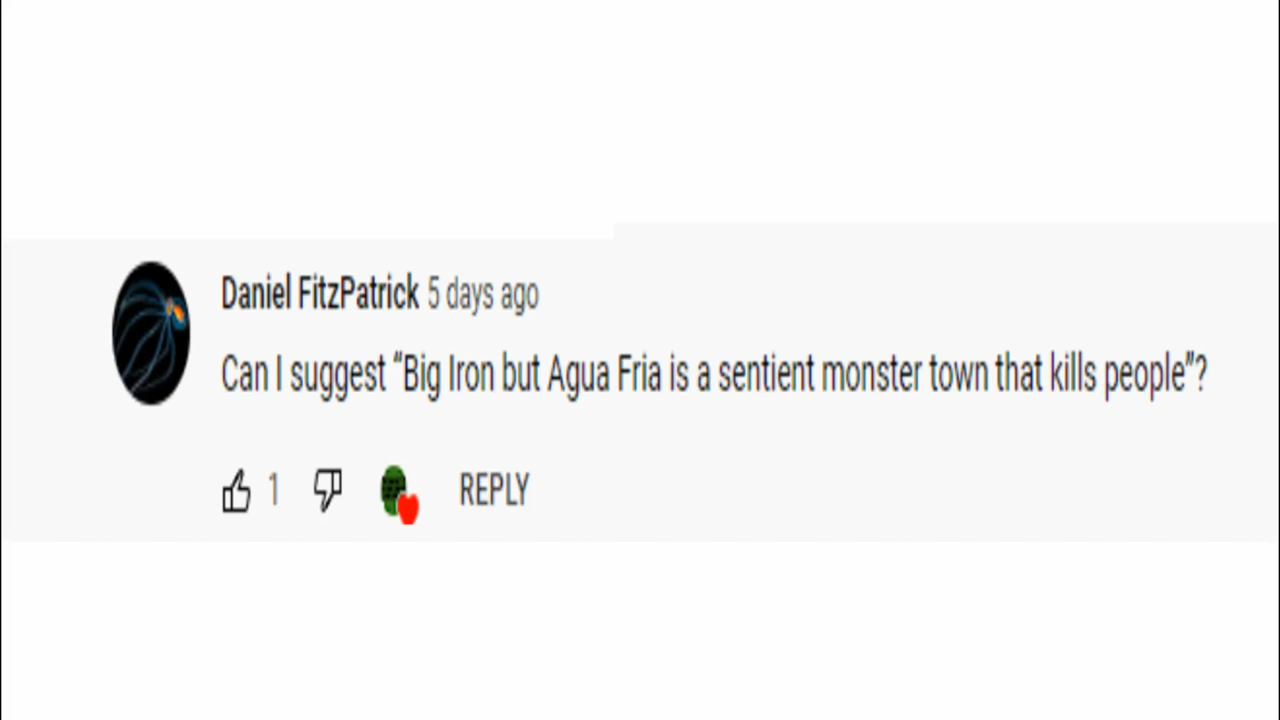 Daniel FitzPatrick 5 days ago
Can I suggest “Big Iron but Agua Fria is a sentient monster town that kills people”?
1 REPLY